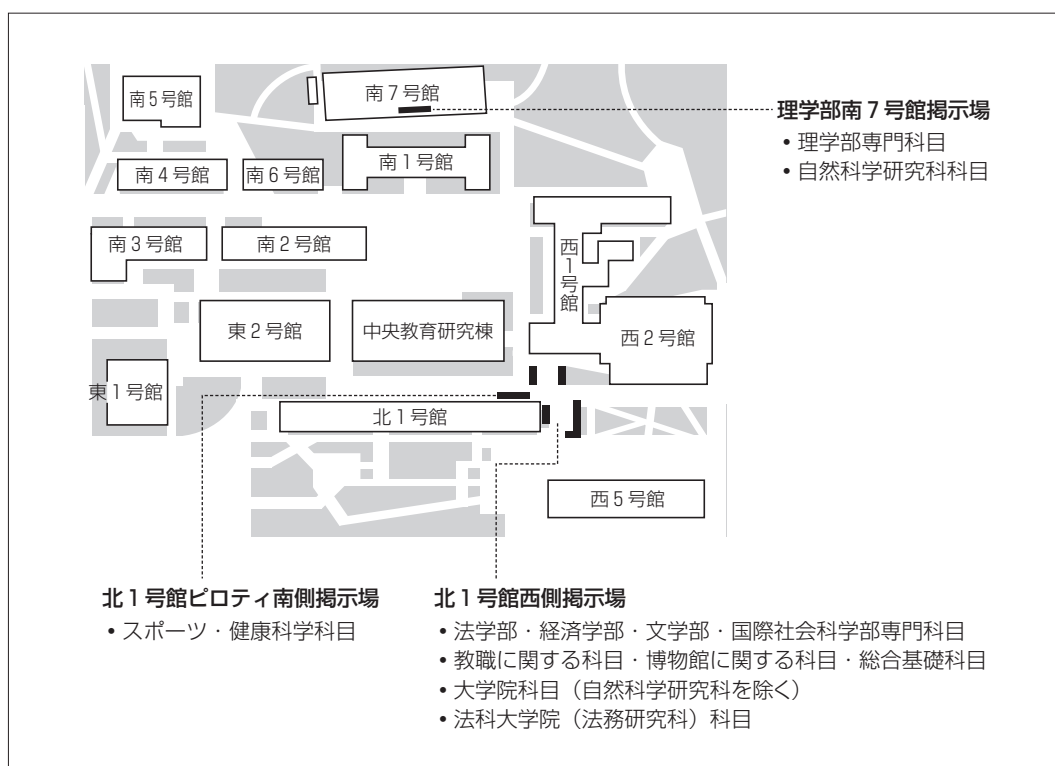 南5号館
南7号館
理学部南7号館掲示場
• 理学部専門科目
• 自然科学研究科科目
南4号館
南6号館
南1号館
南3号館
南2号館
西1号館
東2号館
中央教育研究棟
西2号館
東1号館
北1号館
西5号館
北1号館ピロティ南側掲示場
• スポーツ・健康科学科目
北1号館西側掲示場
• 法学部・経済学部・文学部・国際社会科学部専門科目
• 教職に関する科目・博物館に関する科目・総合基礎科目
• 大学院科目（自然科学研究科を除く）
• 法科大学院（法務研究科）科目